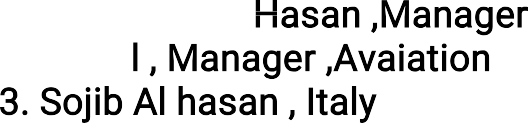 Hasan ,Manager
l , Manager ,Avaiation
3. Sojib Al hasan , Italy